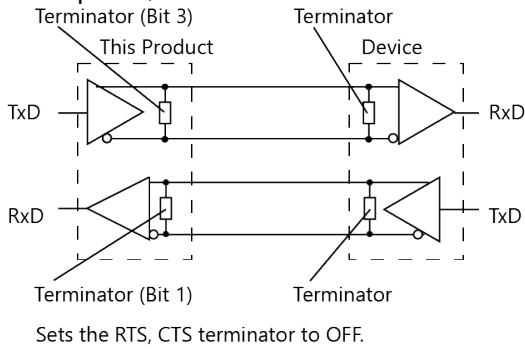 Terminator (Bit 3)
Terminator
This Product
Device
TxD
RxD
RxD
TxD
Terminator (Bit 1)
Terminator
Sets the RTS, CTS terminator to OFF.